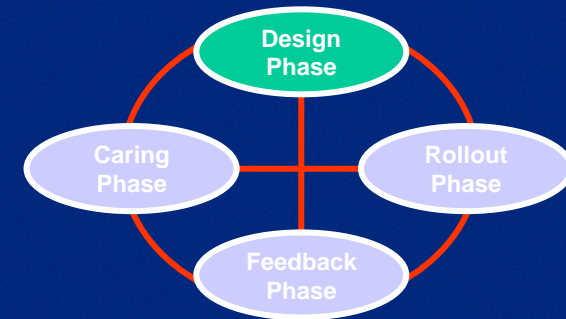 Design
Phase
Caring
Phase
Rollout
Phase
Feedback
Phase